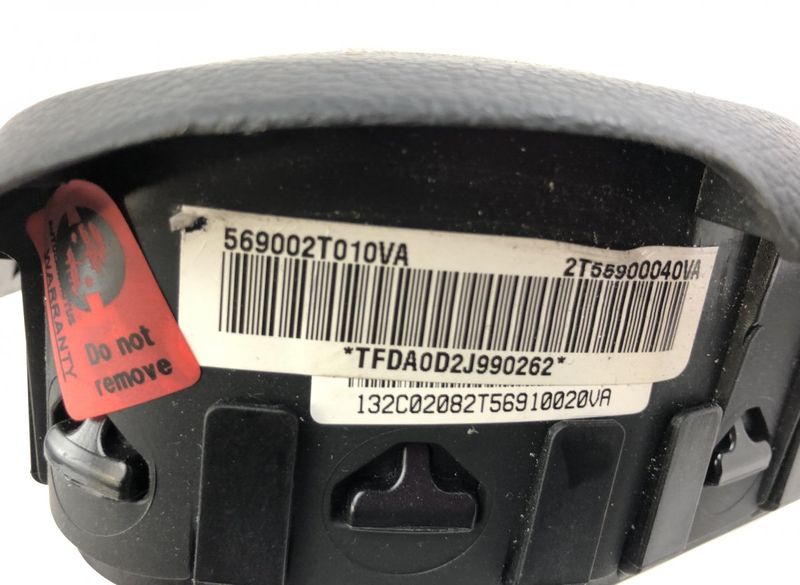 569002T010VA
2T55900040VA
*TFDA0D2J990262*
132C02082T56910020VA
WARRANTY
Do not
remove